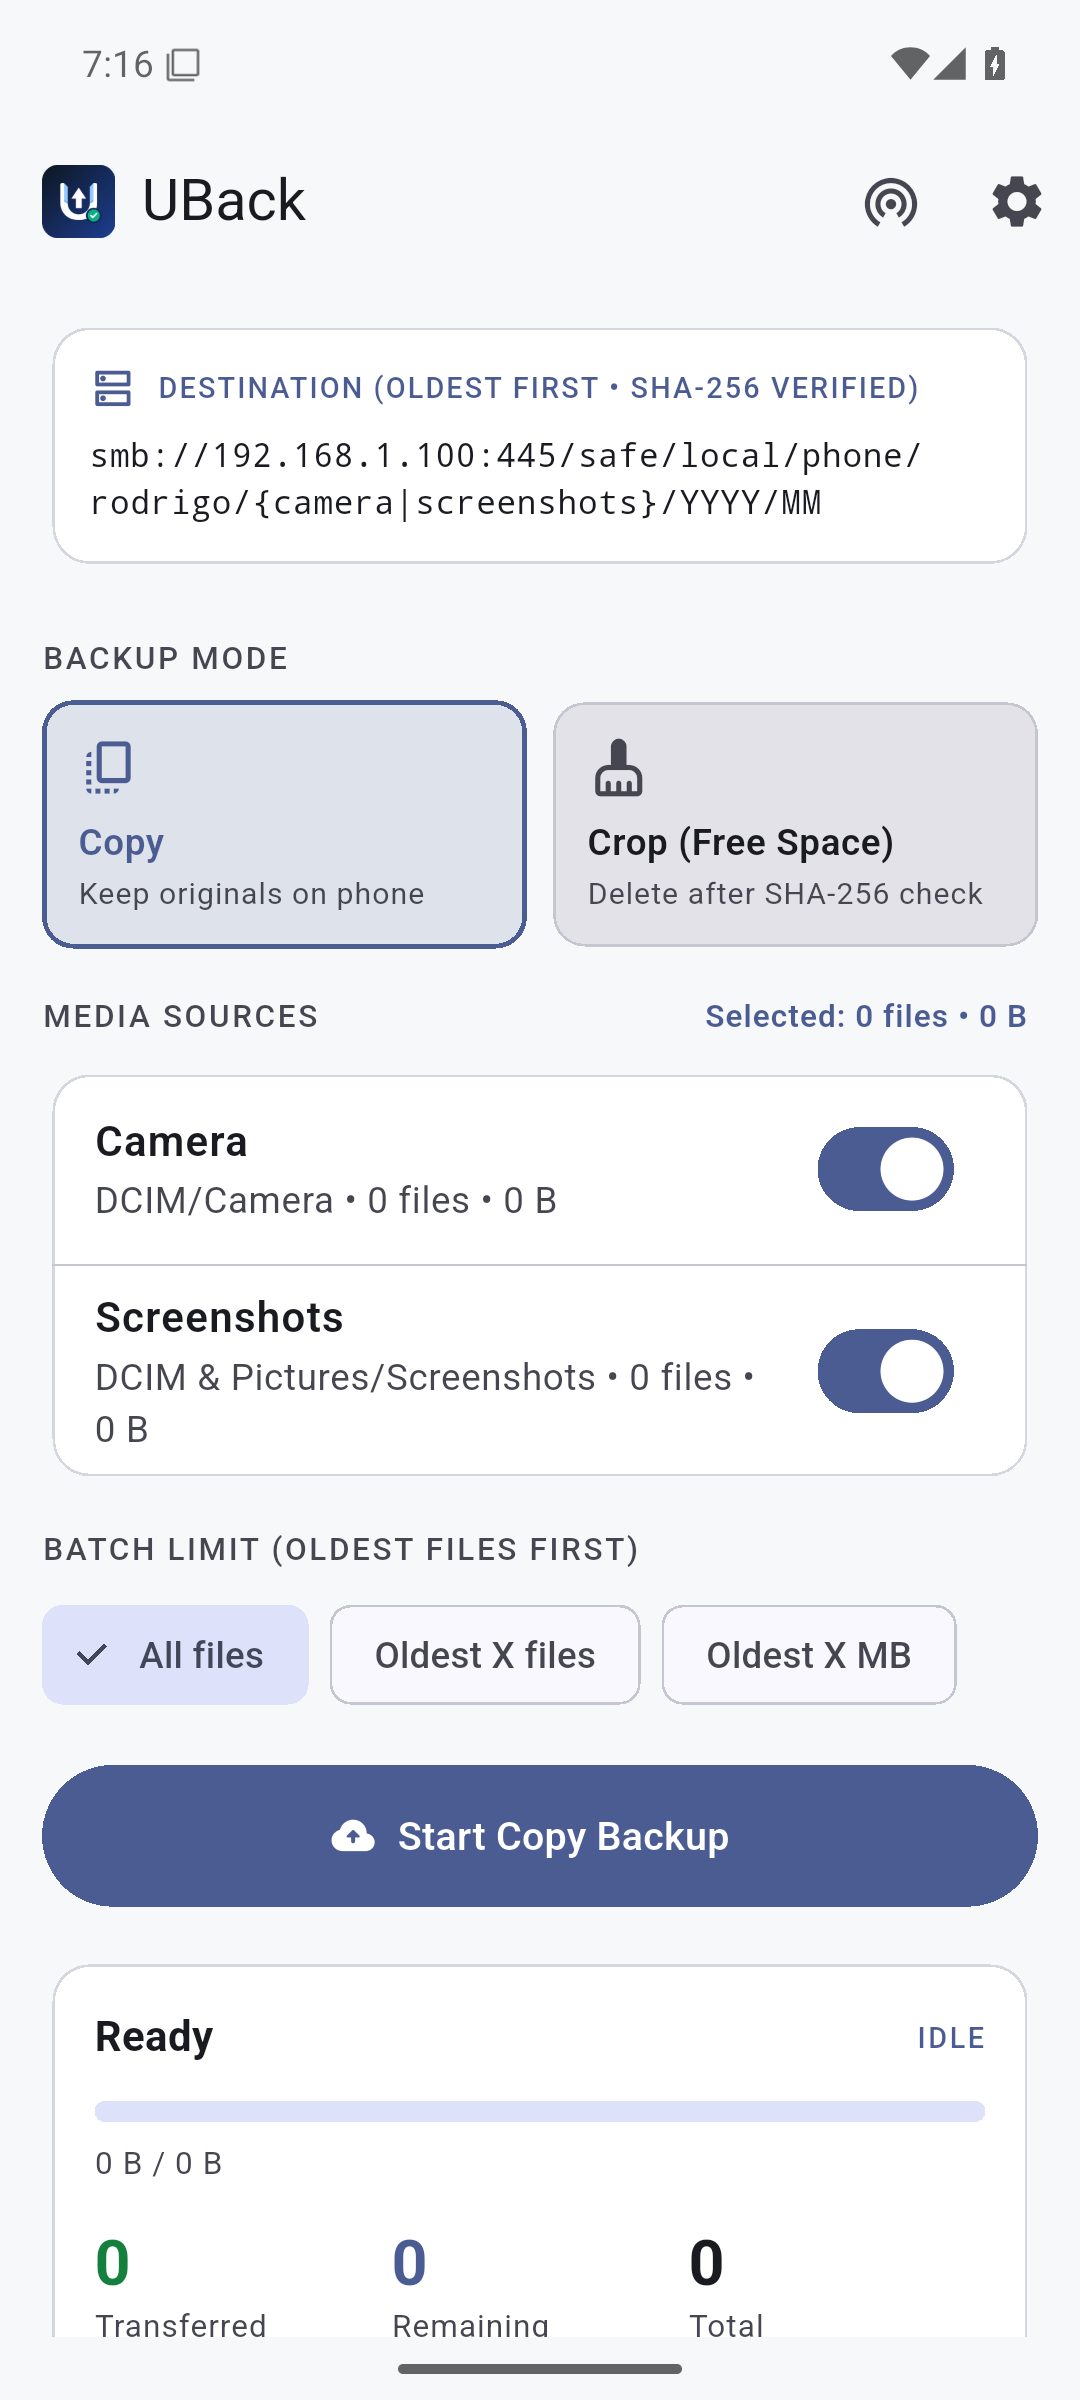 7:16
UBack
DESTINATION (OLDEST FIRST • SHA-256 VERIFIED)
smb://192.168.1.100:445/safe/local/phone/
rodrigo/{camera|screenshots}/YYYY/MM
BACKUP MODE
Copy
Keep originals on phone
Crop (Free Space)
Delete after SHA-256 check
MEDIA SOURCES
Selected: 0 files • 0 B
Camera
DCIM/Camera • 0 files • 0 B
Screenshots
DCIM & Pictures/Screenshots • 0 files •
0 B
BATCH LIMIT (OLDEST FILES FIRST)
All files
Oldest X files
Oldest X MB
Start Copy Backup
Ready
IDLE
0 B / 0 B
0
0
0
Transferred
Remaining
Total